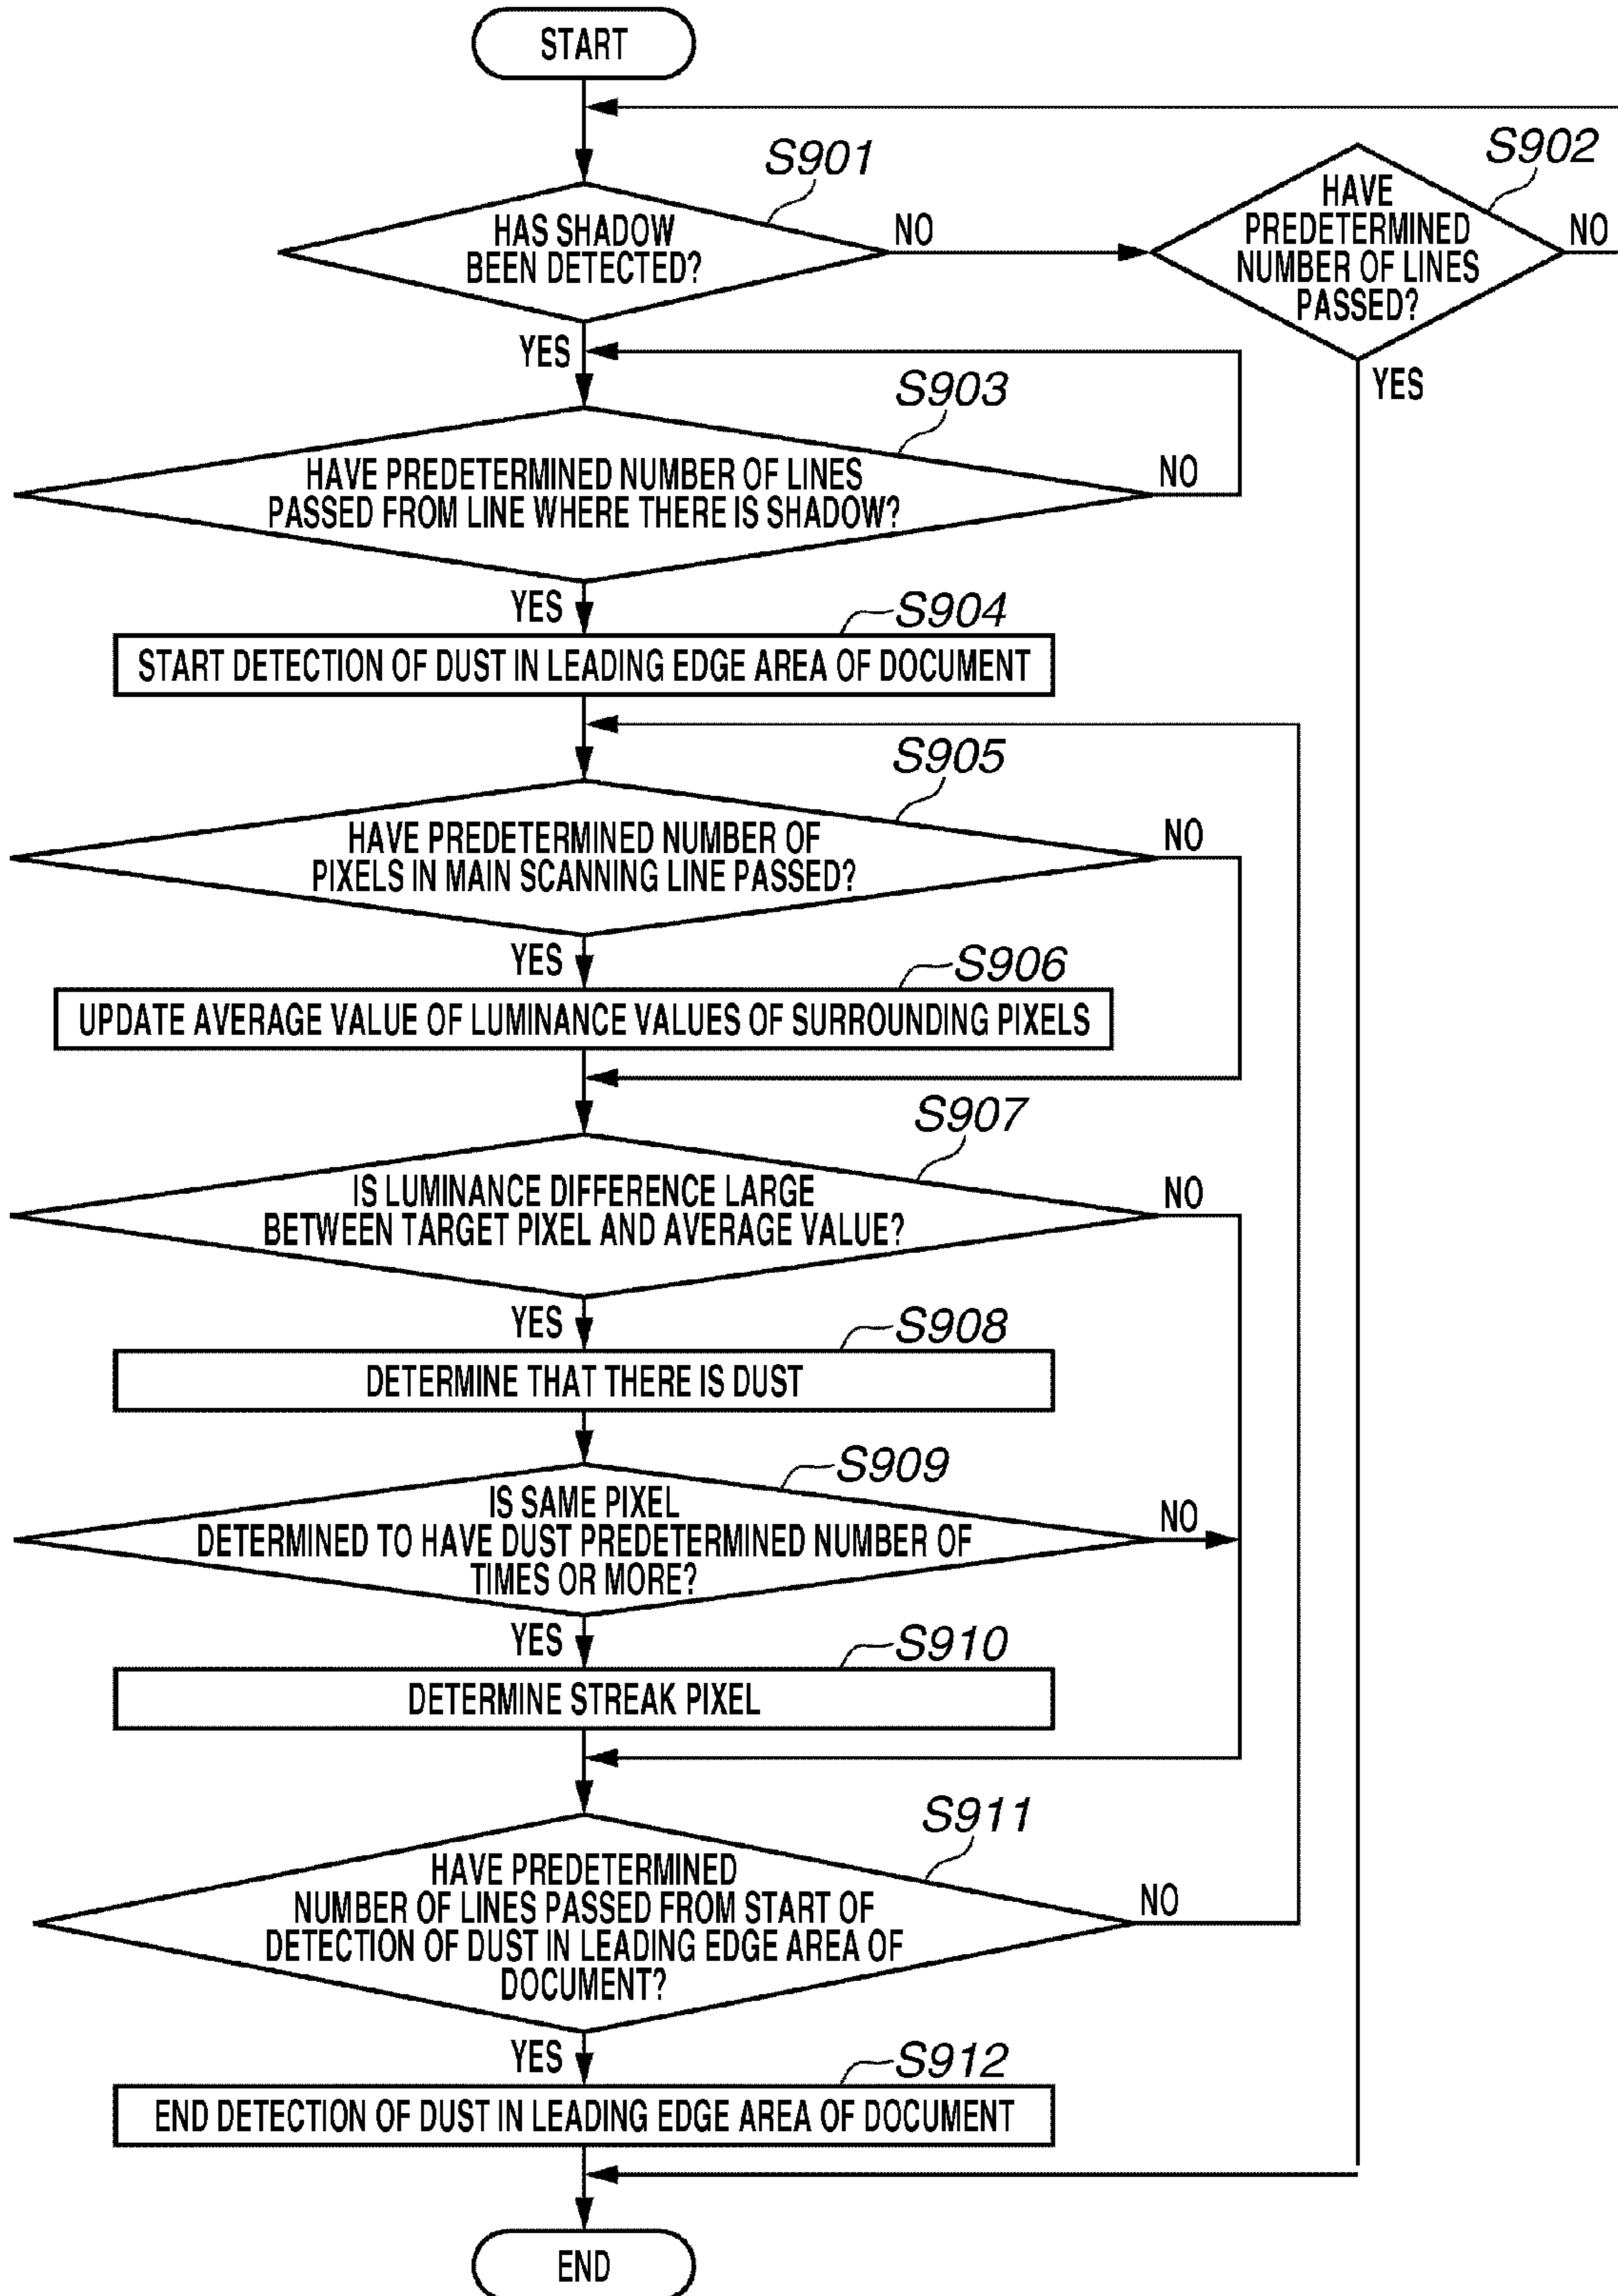 START
S901
HAS SHADOW
BEEN DETECTED?
NO
S902
HAVE
PREDETERMINED
NUMBER OF LINES
PASSED?
NO
YES
YES
S903
HAVE PREDETERMINED NUMBER OF LINES
PASSED FROM LINE WHERE THERE IS SHADOW?
NO
YES
S904
START DETECTION OF DUST IN LEADING EDGE AREA OF DOCUMENT
S905
HAVE PREDETERMINED NUMBER OF
PIXELS IN MAIN SCANNING LINE PASSED?
NO
YES
S906
UPDATE AVERAGE VALUE OF LUMINANCE VALUES OF SURROUNDING PIXELS
S907
IS LUMINANCE DIFFERENCE LARGE
BETWEEN TARGET PIXEL AND AVERAGE VALUE?
NO
YES
S908
DETERMINE THAT THERE IS DUST
S909
IS SAME PIXEL
DETERMINED TO HAVE DUST PREDETERMINED NUMBER OF
TIMES OR MORE?
NO
YES
S910
DETERMINE STREAK PIXEL
S911
HAVE PREDETERMINED
NUMBER OF LINES PASSED FROM START OF
DETECTION OF DUST IN LEADING EDGE AREA OF
DOCUMENT?
NO
YES
S912
END DETECTION OF DUST IN LEADING EDGE AREA OF DOCUMENT
END